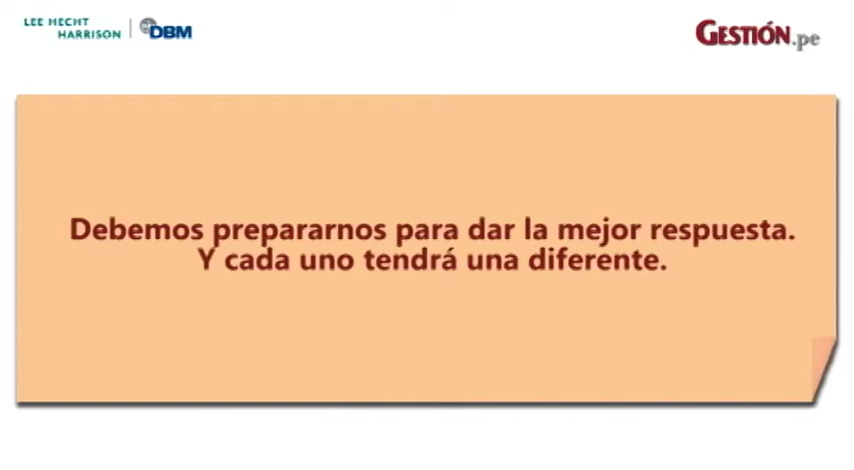 LEE HECHT
HARRISON
DBM
GESTIÓN.pe
Debemos prepararnos para dar la mejor respuesta.
Y cada uno tendrá una diferente.